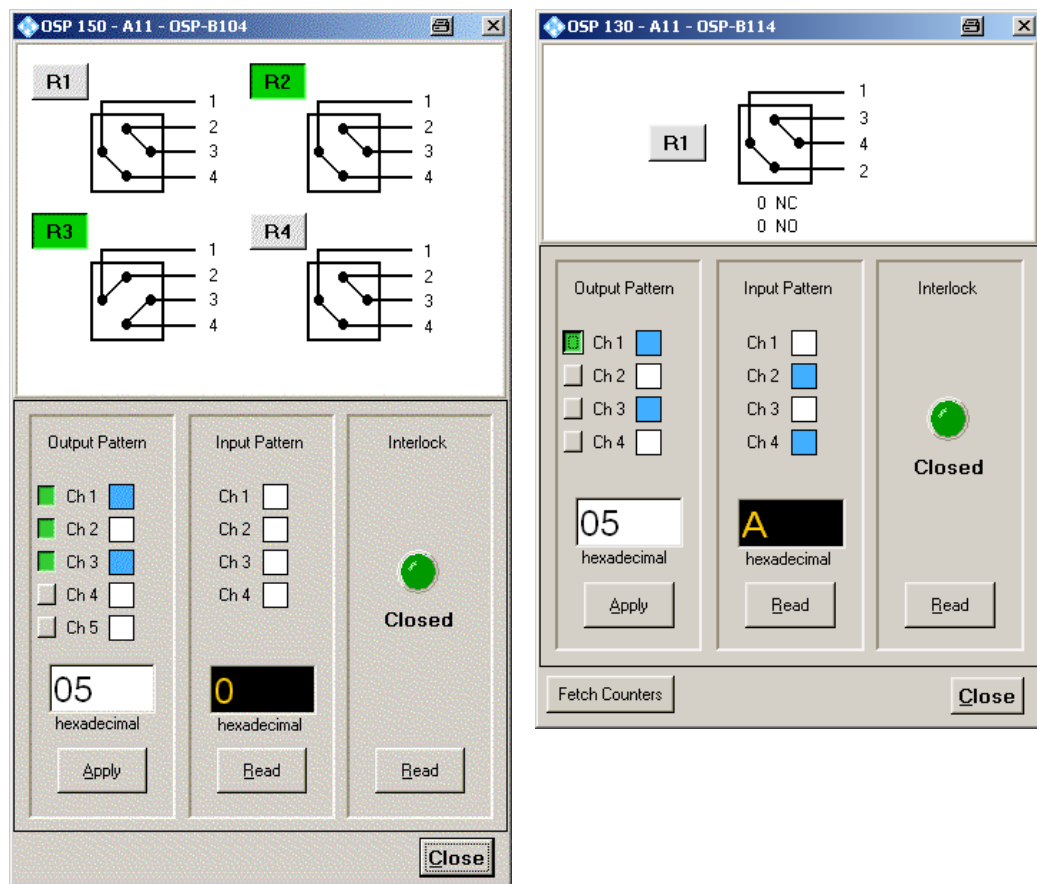 OSP 150 - A11 - OSP-B104
R1
1
2
3
4
R2
1
2
3
4
R3
1
2
3
4
R4
1
2
3
4
Output Pattern
Ch 1
Ch 2
Ch 3
Ch 4
Ch 5
05
hexadecimal
Apply
Input Pattern
Ch 1
Ch 2
Ch 3
Ch 4
0
hexadecimal
Read
Interlock
Closed
Read
Close
OSP 130 - A11 - OSP-B114
R1
1
3
4
2
0 NC
0 NO
Output Pattern
Ch 1
Ch 2
Ch 3
Ch 4
05
hexadecimal
Apply
Input Pattern
Ch 1
Ch 2
Ch 3
Ch 4
A
hexadecimal
Read
Interlock
Closed
Read
Fetch Counters
Close